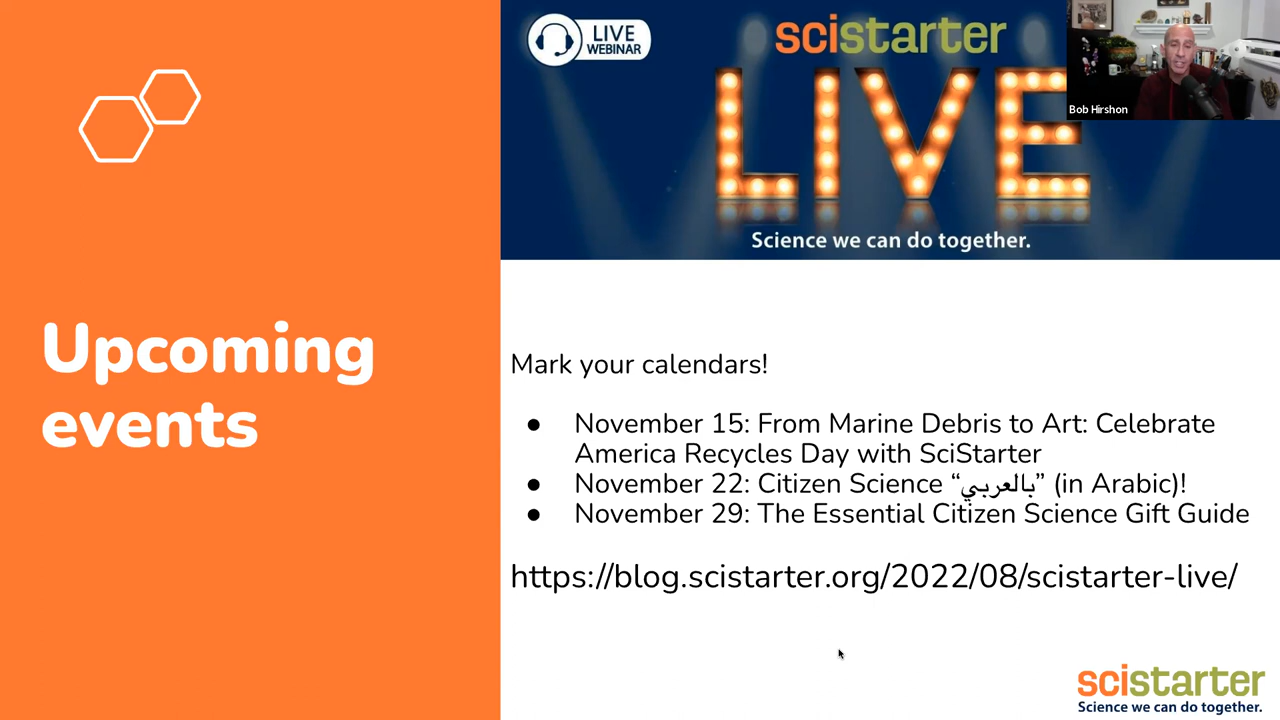 LIVE
WEBINAR
scistarter
LIVE
Science we can do together.
Bob Hirshon
Upcoming
events
Mark your calendars!
● November 15: From Marine Debris to Art: Celebrate
America Recycles Day with SciStarter
● November 22: Citizen Science “بالعربي” (in Arabic)!
● November 29: The Essential Citizen Science Gift Guide
https://blog.scistarter.org/2022/08/scistarter-live/
scistarter
Science we can do together.